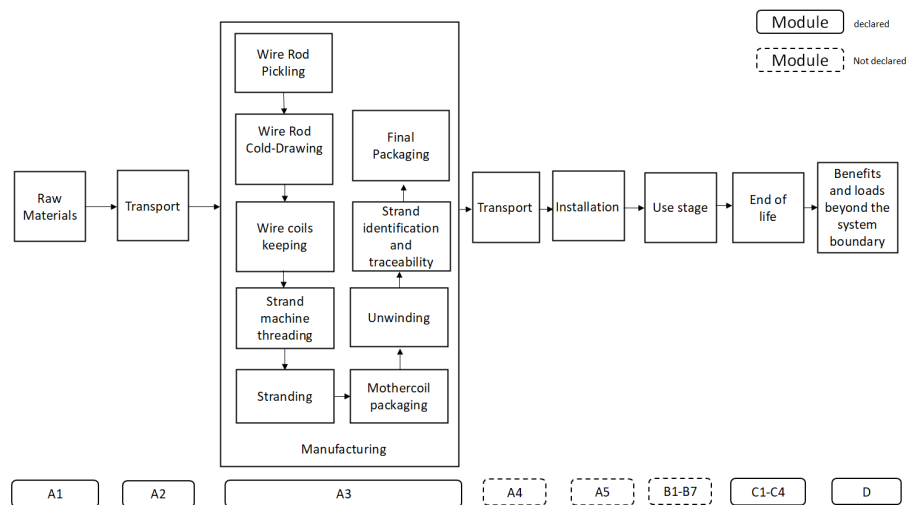 Module declared
Module Not declared
Wire Rod
Pickling
Wire Rod
Cold-Drawing
Wire coils
keeping
Strand
machine
threading
Stranding
Mothercoil
packaging
Unwinding
Strand
identification
and
traceability
Final
Packaging
Manufacturing
Raw
Materials
Transport
Transport
Installation
Use stage
End of
life
Benefits
and loads
beyond the
system
boundary
A1
A2
A3
A4
A5
B1-B7
C1-C4
D